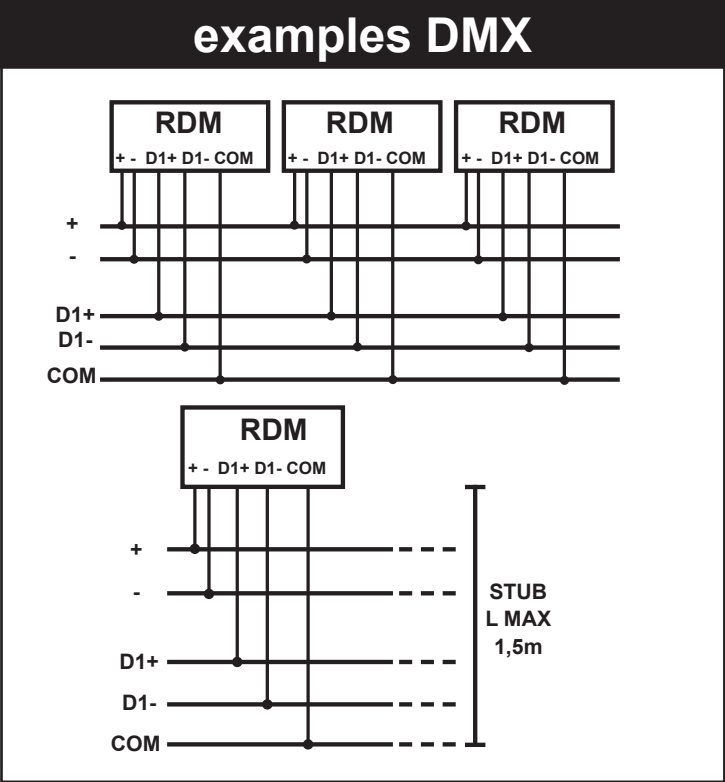 examples DMX
RDM RDM RDM
+ - D1+ D1- COM + - D1+ D1- COM + - D1+ D1- COM
+
-
D1+
D1-
COM
RDM
+ - D1+ D1- COM
+
-
D1+
D1-
COM
STUB
L MAX
1,5m